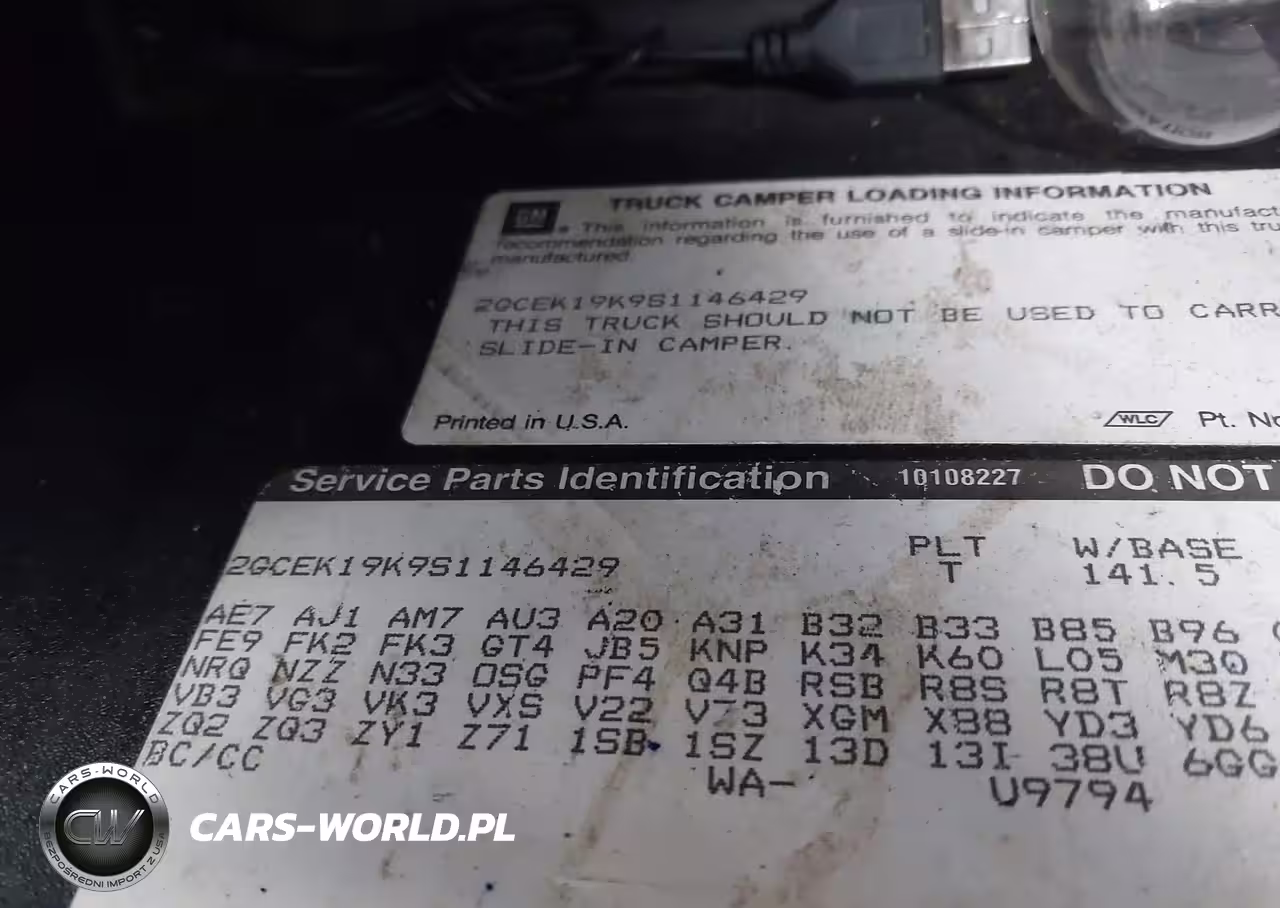 TRUCK CAMPER LOADING INFORMATION
GM This information is furnished to indicate the manufact
recommendation regarding the use of a slide-in camper with this tru
manufactured.
2GCEK19K9S1146429
THIS TRUCK SHOULD NOT BE USED TO CARR
SLIDE-IN CAMPER.
Printed in U.S.A. WLC Pt. No
Service Parts Identification 10108227 DO NOT
PLT W/BASE
2GCEK19K9S1146429 T 141.5
AE7 AJ1 AM7 AU3 A20 A31 B32 B33 B85 B96
FE9 FK2 FK3 GT4 JB5 KNP K34 K60 L05 M30
NRQ NZZ N33 OSG PF4 Q4B RSB R8S R8T R8Z
VB3 VG3 VK3 VXS V22 V73 XGM X88 YD3 YD6
ZQ2 ZQ3 ZY1 Z71 1SB 1SZ 13D 13I 38U 6GG
BC/CC WA- U9794
CARS-WORLD
CW
BEZPOŚREDNI IMPORT Z USA
CARS-WORLD.PL